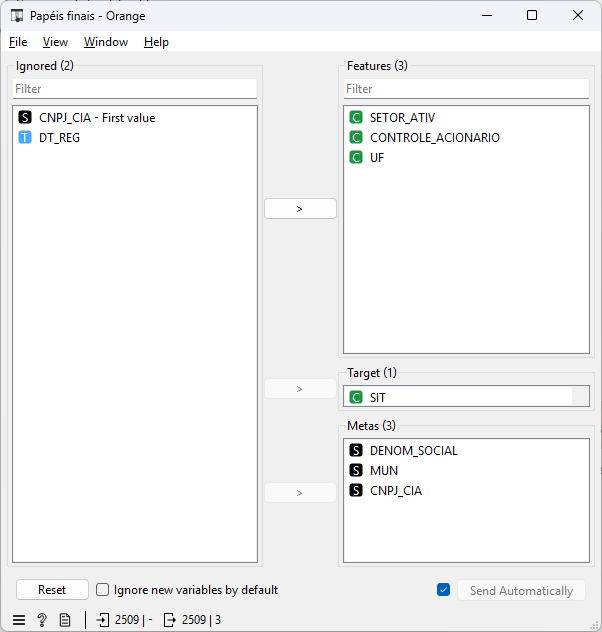 Papéis finais - Orange
File View Window Help
Ignored (2)
Filter
S CNPJ_CIA - First value
T DT_REG
>
>
>
Features (3)
Filter
C SETOR_ATIV
C CONTROLE_ACIONARIO
C UF
Target (1)
C SIT
Metas (3)
S DENOM_SOCIAL
S MUN
S CNPJ_CIA
Reset Ignore new variables by default Send Automatically
? 2509 | - 2509 | 3